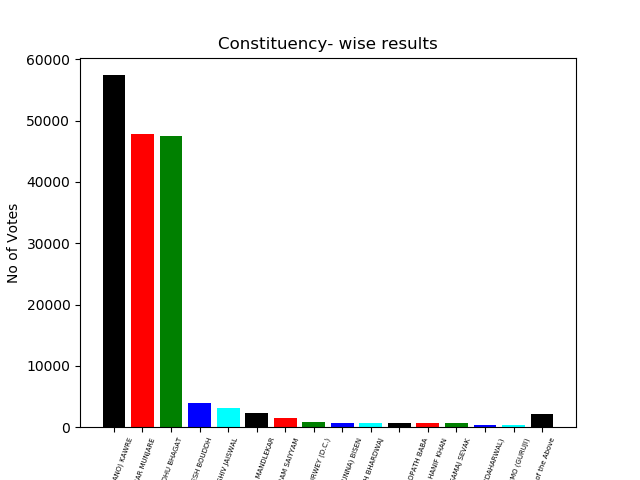 Constituency- wise results
No of Votes
60000
50000
40000
30000
20000
10000
0
KAWRE
MUNJARE
BHAGAT
BOUDDH
JAISWAL
MANDLEKAR
SAIYYAM
(D.C.)
BISEN
BHARDWAJ
BABA
HANIF KHAN
SEVAK
(GURUJI)
of the Above